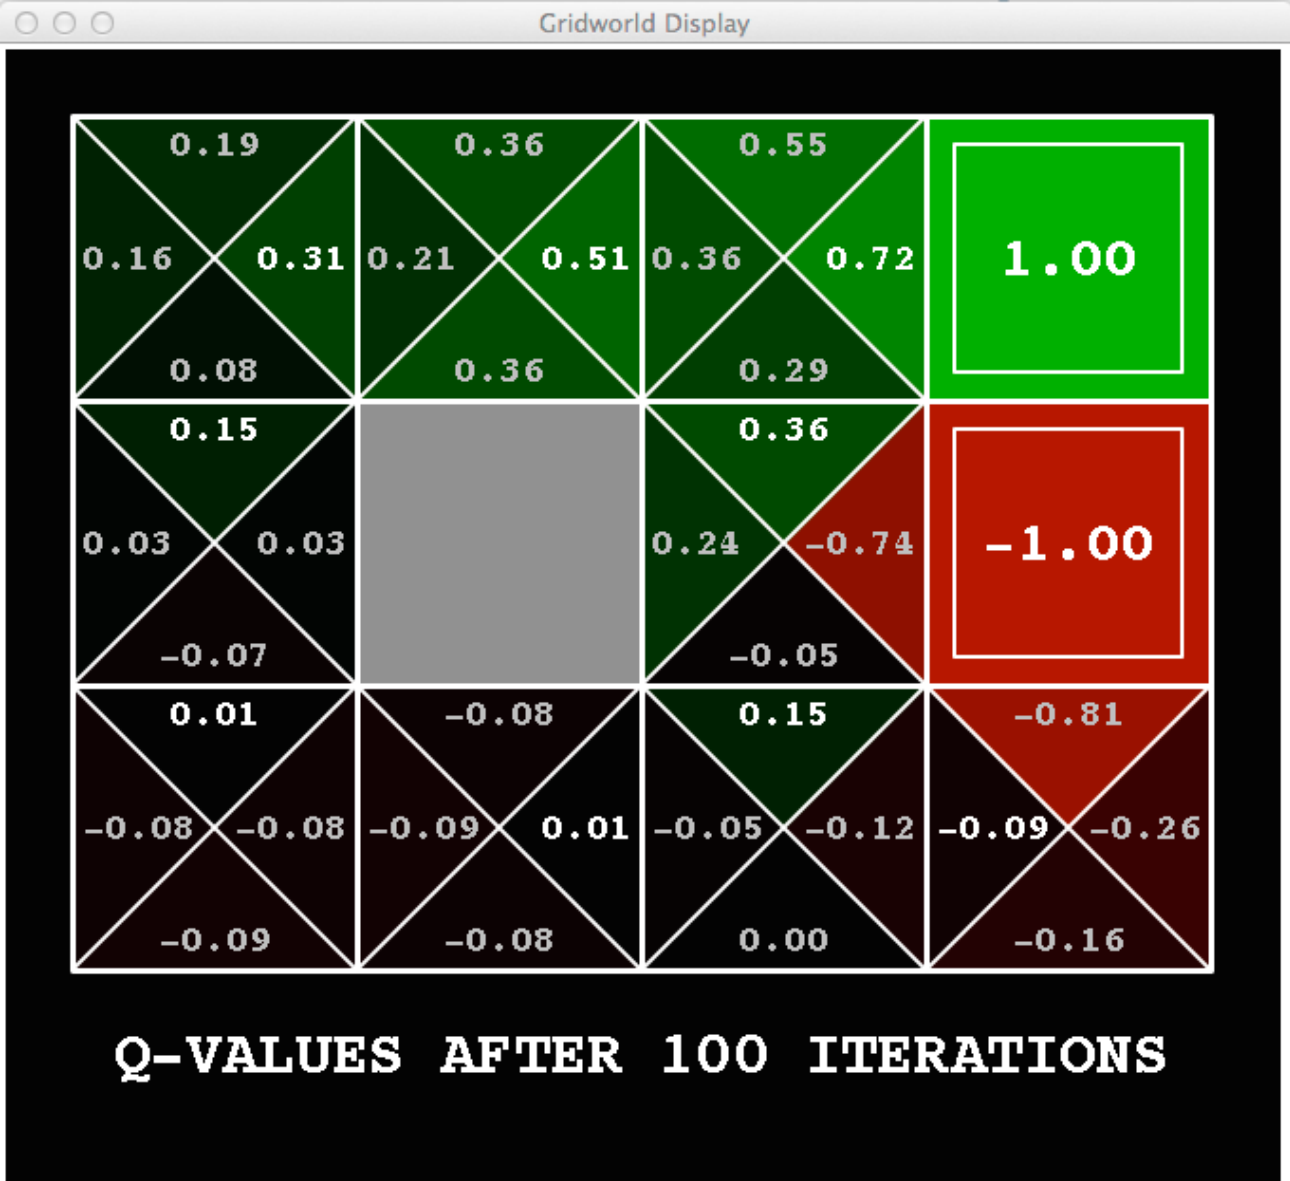 Gridworld Display
0.19 0.36 0.55
0.16 0.31 0.21 0.51 0.36 0.72 1.00
0.08 0.36 0.29
0.15 0.36
0.03 0.03 0.24 -0.74 -1.00
-0.07 -0.05
0.01 -0.08 0.15 -0.81
-0.08 -0.08 -0.09 0.01 -0.05 -0.12 -0.09 -0.26
-0.09 -0.08 0.00 -0.16
Q-VALUES AFTER 100 ITERATIONS